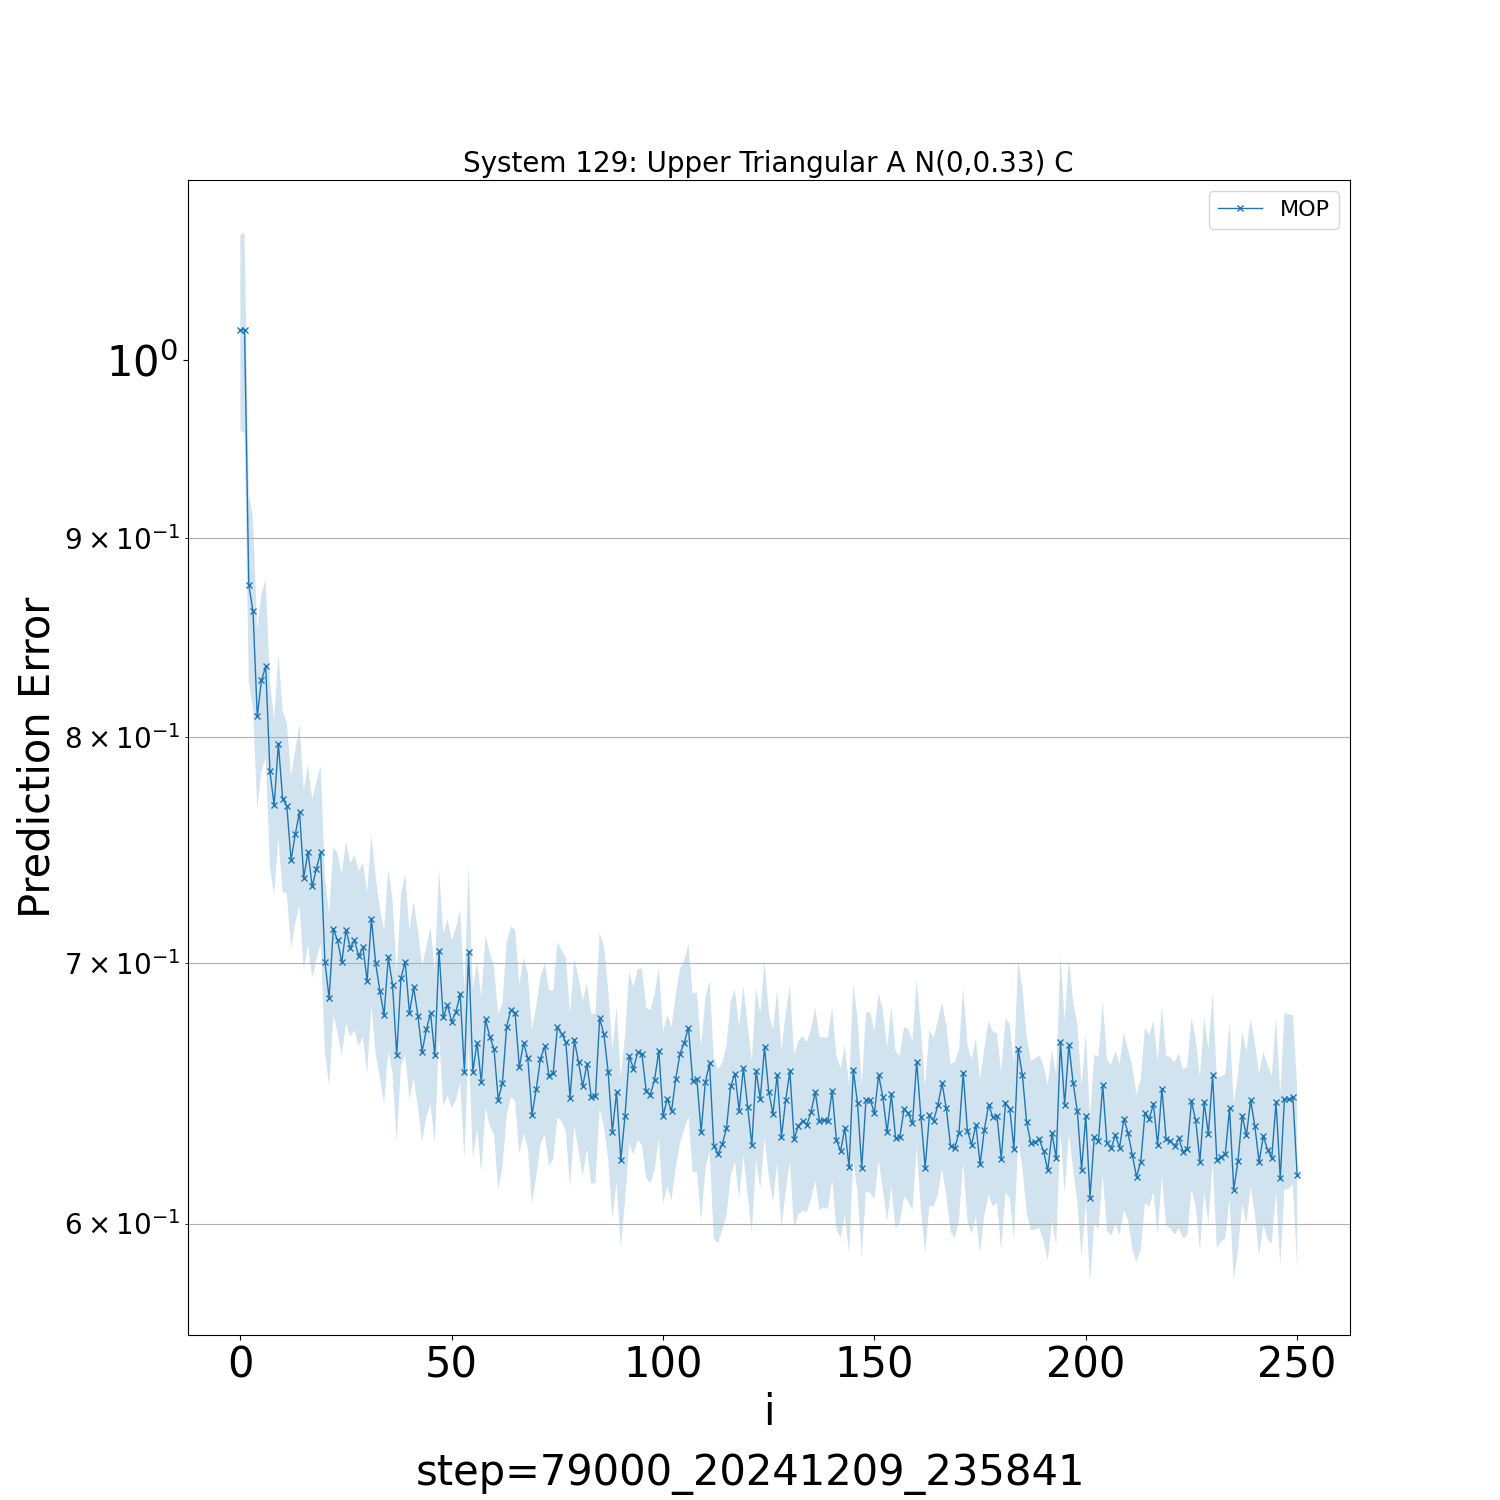 System 129: Upper Triangular A N(0,0.33) C
MOP
Prediction Error
10⁰
9 × 10⁻¹
8 × 10⁻¹
7 × 10⁻¹
6 × 10⁻¹
0 50 100 150 200 250
i
step=79000_20241209_235841